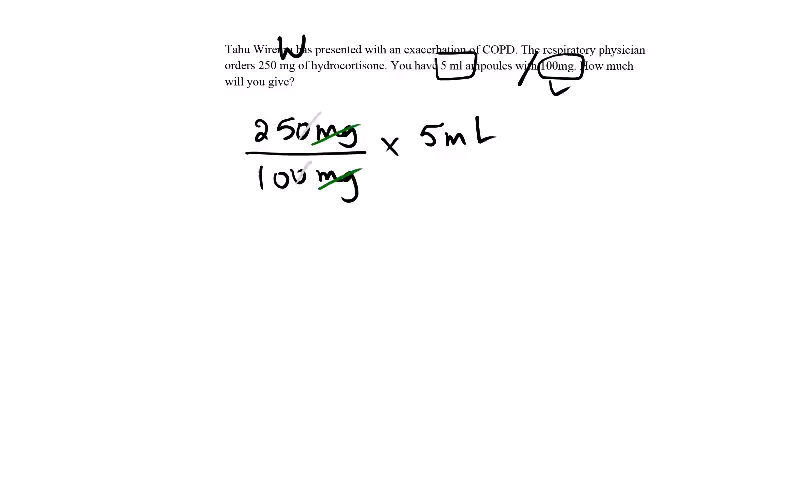 Tahu Wiremu has presented with an exacerbation of COPD. The respiratory physician
orders 250 mg of hydrocortisone. You have 5 ml ampoules with 100mg. How much
will you give?
W
250mg
100mg
× 5mL